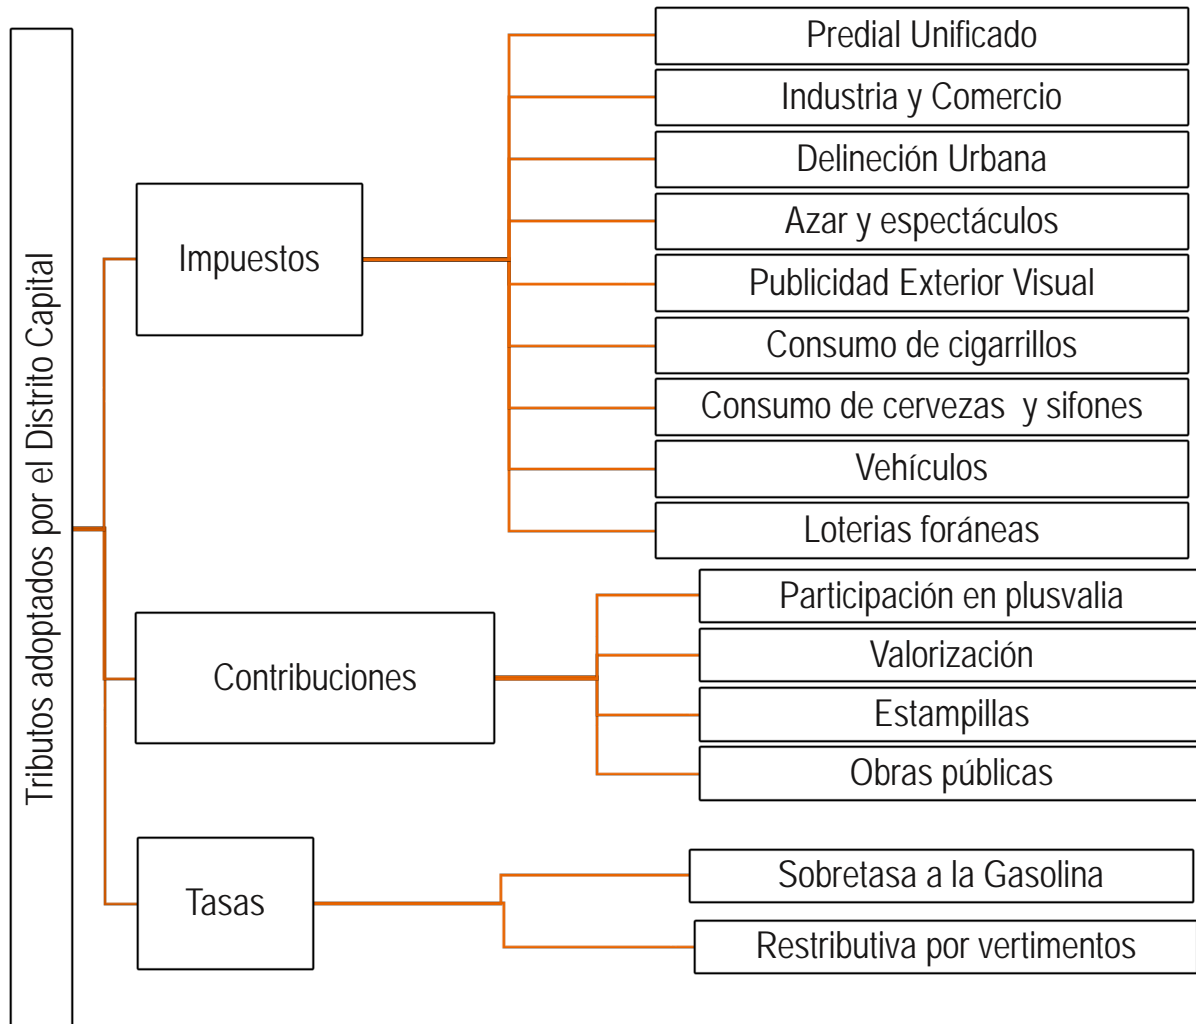 Tributos adoptados por el Distrito Capital
Impuestos
Predial Unificado
Industria y Comercio
Delineción Urbana
Azar y espectáculos
Publicidad Exterior Visual
Consumo de cigarrillos
Consumo de cervezas  y sifones
Vehículos
Loterias foráneas
Contribuciones
Participación en plusvalia
Valorización
Estampillas
Obras públicas
Tasas
Sobretasa a la Gasolina
Restributiva por vertimentos